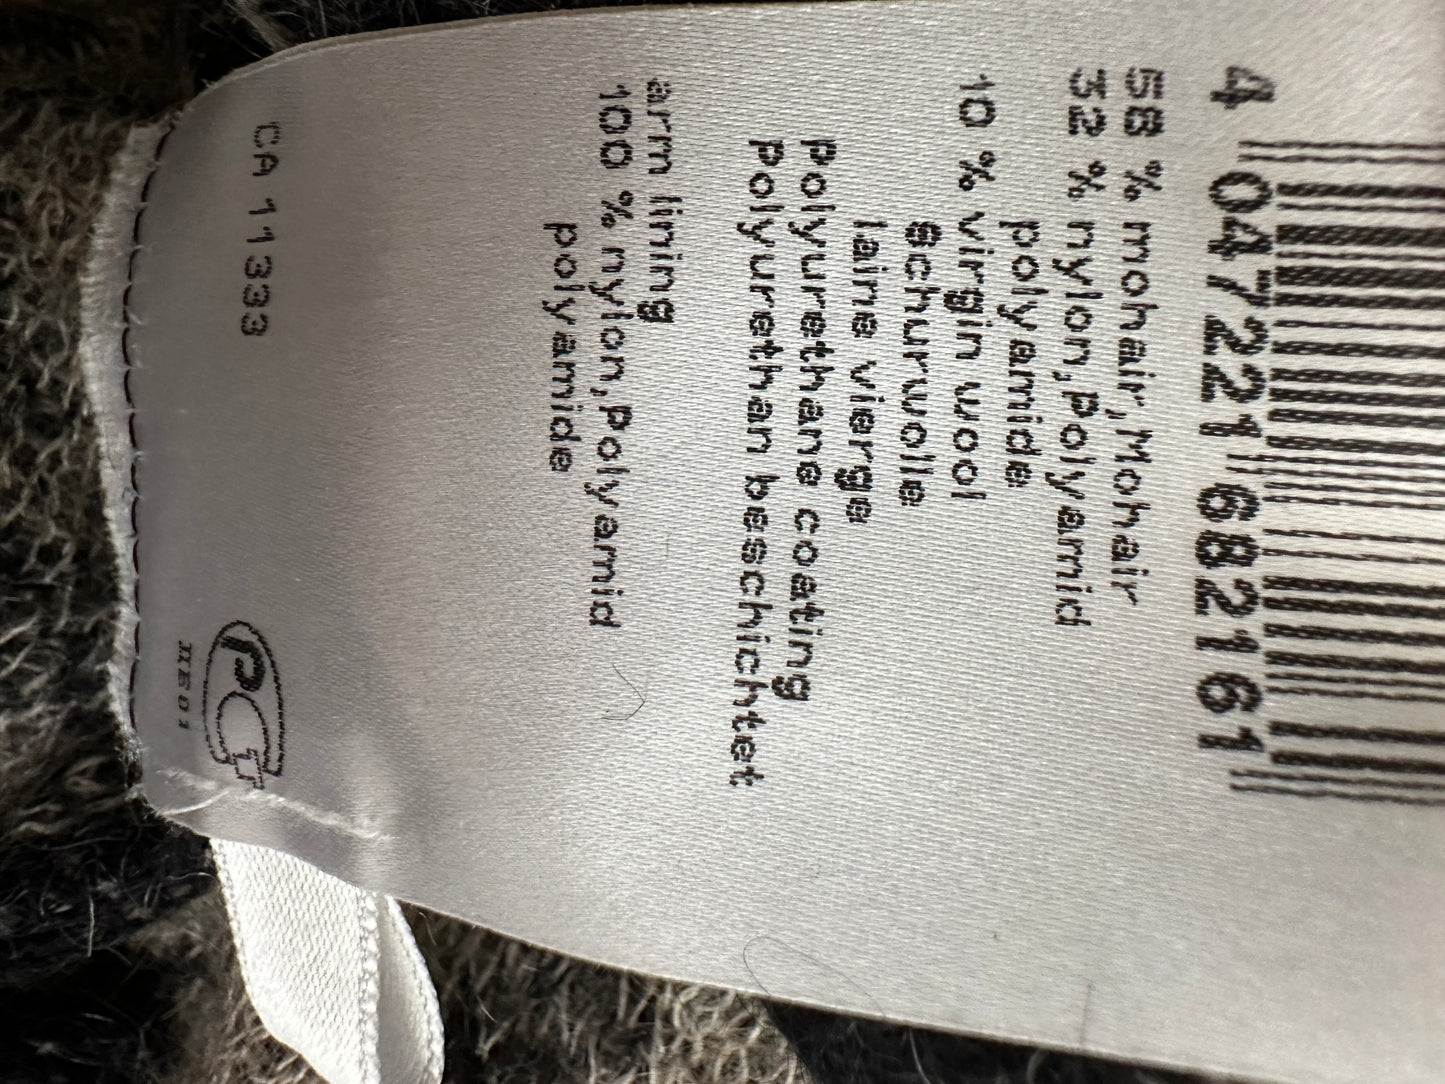 4 047221 682161
58 % mohair,Mohair
32 % nylon,Polyamid
polyamide
10 % virgin wool
Schurwolle
laine vierge
polyurethane coating
Polyurethan beschichtet
arm lining
100 % nylon,Polyamid
polyamide
CA 11333